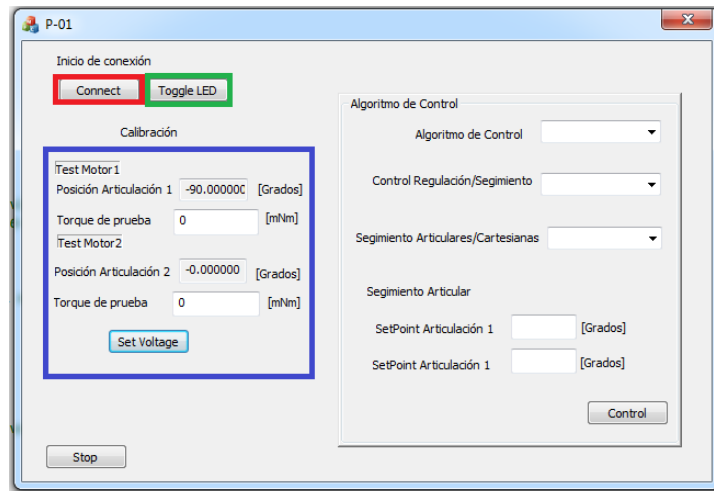 P-01
Inicio de conexión
Connect Toggle LED
Calibración
Test Motor1
Posición Articulación 1 -90.000000 [Grados]
Torque de prueba 0 [mNm]
Test Motor2
Posición Articulación 2 -0.000000 [Grados]
Torque de prueba 0 [mNm]
Set Voltage
Stop
Algoritmo de Control
Algoritmo de Control
Control Regulación/Segimiento
Segimiento Articulares/Cartesianas
Segimiento Articular
SetPoint Articulación 1 [Grados]
SetPoint Articulación 1 [Grados]
Control